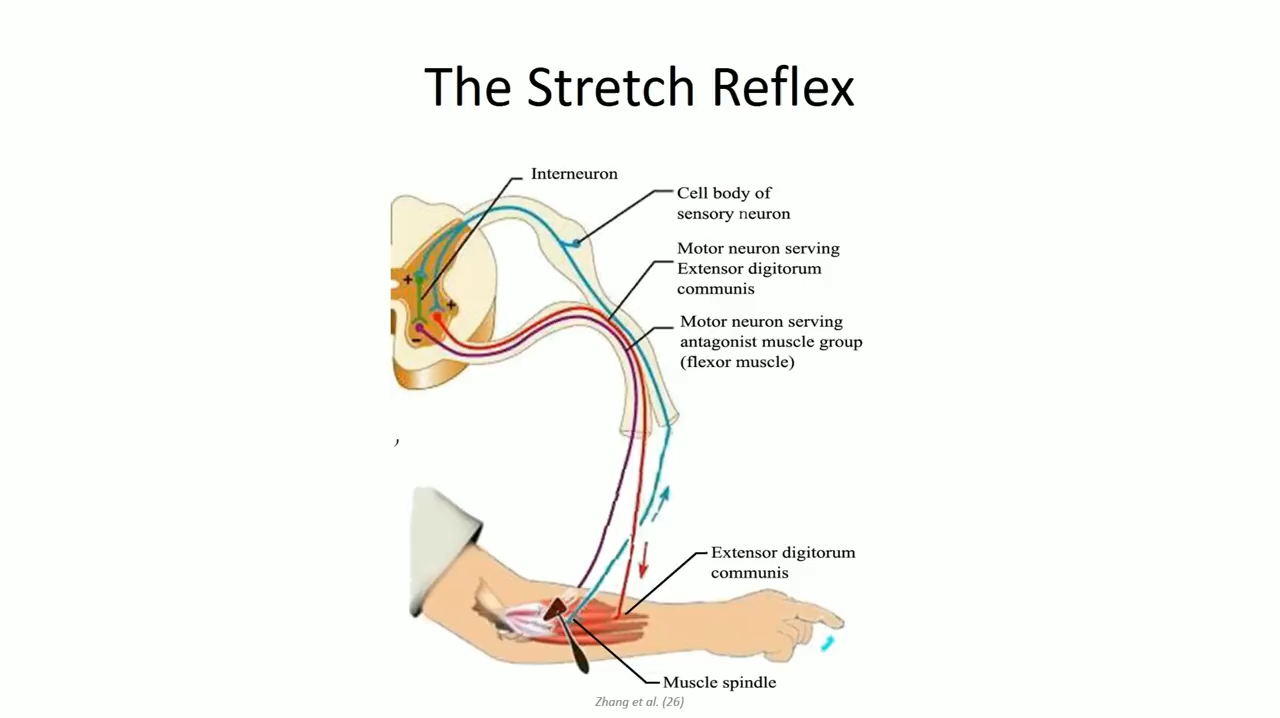 The Stretch Reflex
Interneuron
Cell body of
sensory neuron
Motor neuron serving
Extensor digitorum
communis
Motor neuron serving
antagonist muscle group
(flexor muscle)
+
+
-
,
Extensor digitorum
communis
Muscle spindle
Zhang et al. (26)